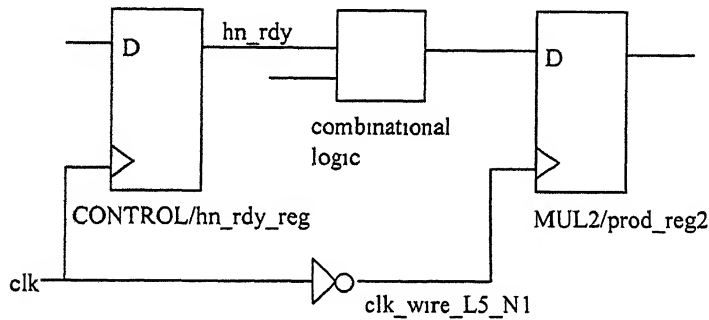 hn_rdy
D
D
combinational
logic
CONTROL/hn_rdy_reg
MUL2/prod_reg2
clk
clk_wire_L5_N1